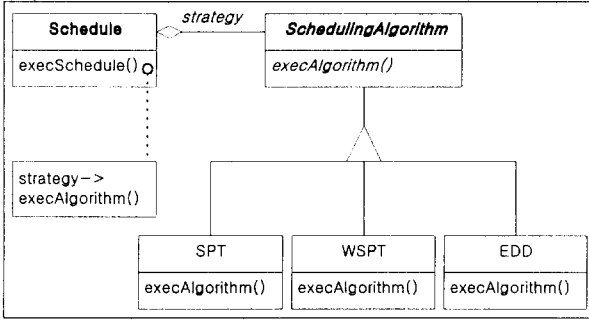 Schedule
strategy
SchedulingAlgorithm
execSchedule()
execAlgorithm()
strategy->
execAlgorithm()
SPT
WSPT
EDD
execAlgorithm()
execAlgorithm()
execAlgorithm()